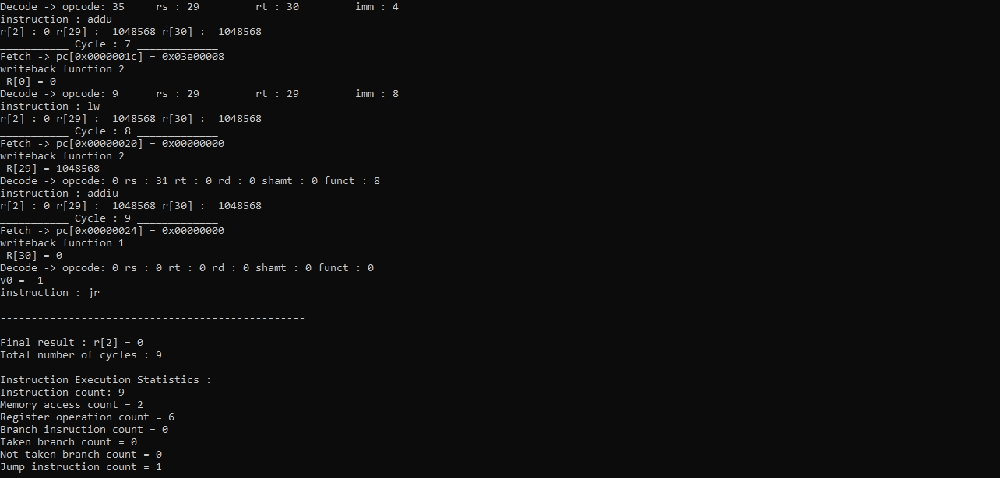 Decode -> opcode: 35      rs : 29         rt : 30         imm : 4
instruction : addu
r[2] : 0 r[29] :  1048568 r[30] :  1048568
___________ Cycle : 7 _____________
Fetch -> pc[0x0000001c] = 0x03e00008
writeback function 2
 R[0] = 0
Decode -> opcode: 9      rs : 29         rt : 29         imm : 8
instruction : lw
r[2] : 0 r[29] :  1048568 r[30] :  1048568
___________ Cycle : 8 _____________
Fetch -> pc[0x00000020] = 0x00000000
writeback function 2
 R[29] = 1048568
Decode -> opcode: 0 rs : 31 rt : 0 rd : 0 shamt : 0 funct : 8
instruction : addiu
r[2] : 0 r[29] :  1048568 r[30] :  1048568
___________ Cycle : 9 _____________
Fetch -> pc[0x00000024] = 0x00000000
writeback function 1
 R[30] = 0
Decode -> opcode: 0 rs : 0 rt : 0 rd : 0 shamt : 0 funct : 0
v0 = -1
instruction : jr
-------------------------------------------------
Final result : r[2] = 0
Total number of cycles : 9
Instruction Execution Statistics :
Instruction count: 9
Memory access count = 2
Register operation count = 6
Branch insruction count = 0
Taken branch count = 0
Not taken branch count = 0
Jump instruction count = 1